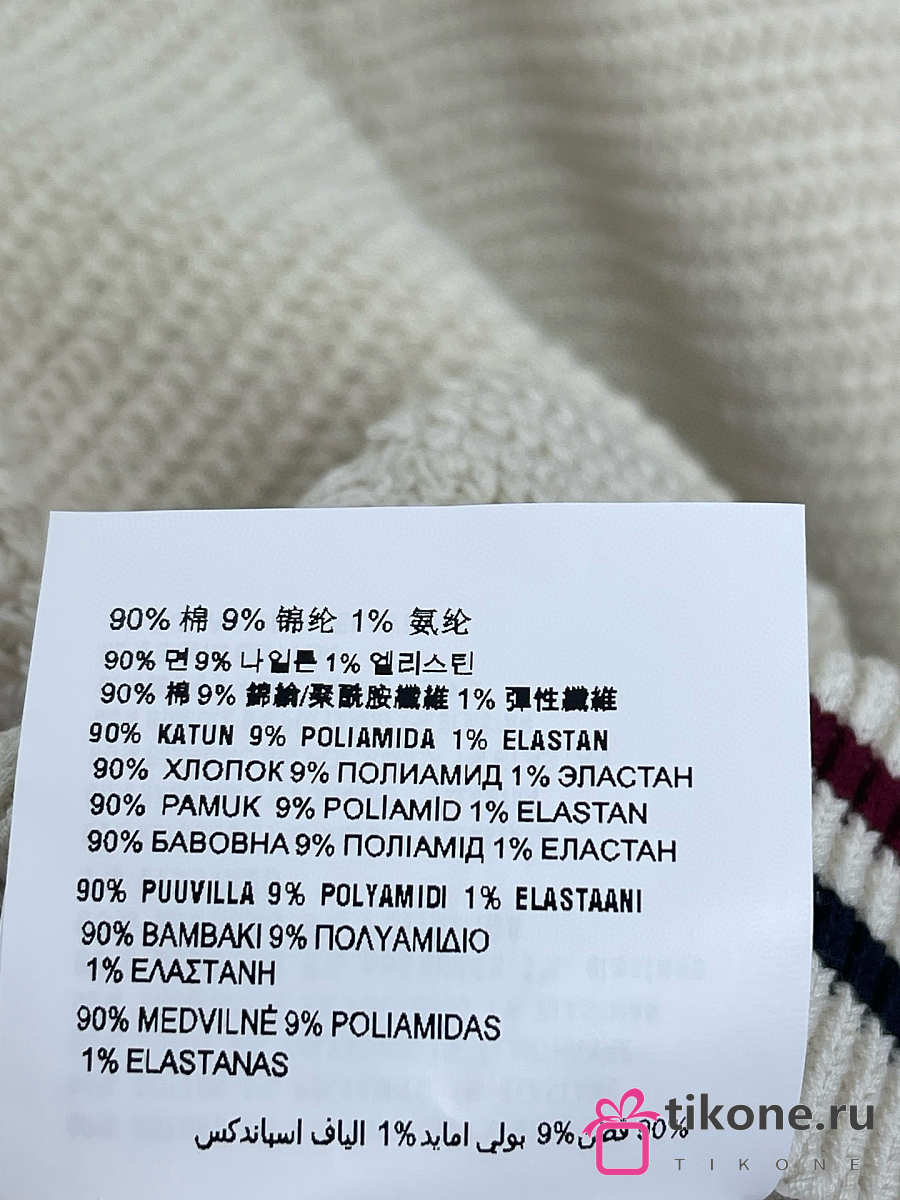 90% 棉 9% 锦纶 1% 氨纶
90% 면 9% 나일론 1% 엘리스틴
90% 棉 9% 錦綸/聚酰胺纖維 1% 彈性纖維
90% KATUN 9% POLIAMIDA 1% ELASTAN
90% ХЛОПОК 9% ПОЛИАМИД 1% ЭЛАСТАН
90% PAMUK 9% POLİAMİD 1% ELASTAN
90% БАВОВНА 9% ПОЛІАМІД 1% ЕЛАСТАН
90% PUUVILLA 9% POLYAMIDI 1% ELASTAANI
90% ΒΑΜΒΑΚΙ 9% ΠΟΛΥΑΜΙΔΙΟ
1% ΕΛΑΣΤΑΝΗ
90% MEDVILNĖ 9% POLIAMIDAS
1% ELASTANAS
90% قطن 9% بولي امايد 1% الياف اسباندكس
tikone.ru
TIKONE